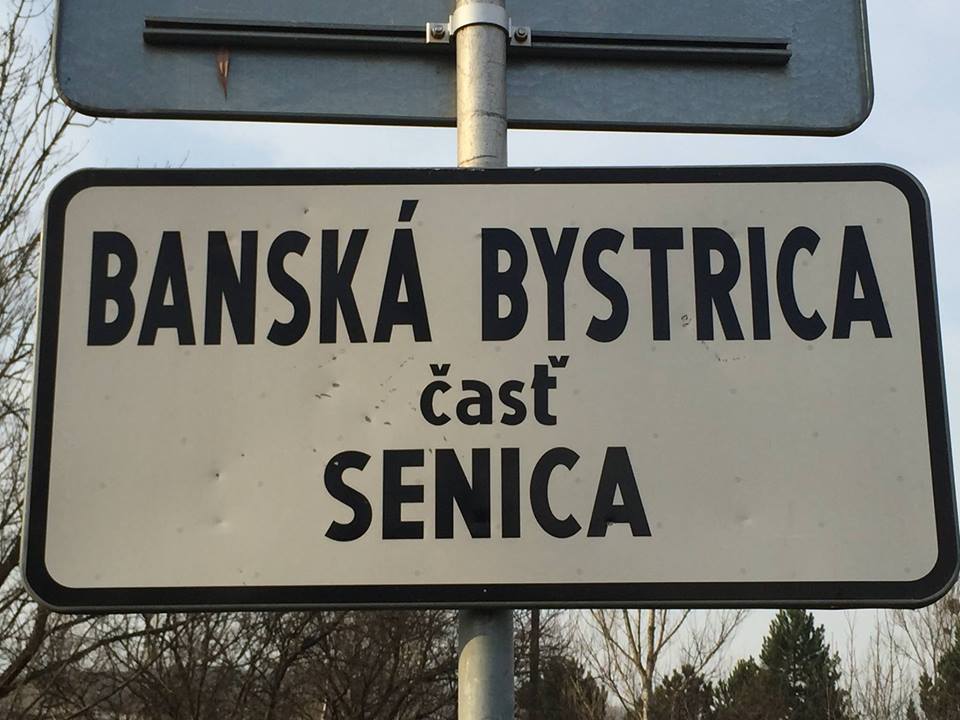 BANSKÁ BYSTRICA
časť
SENICA